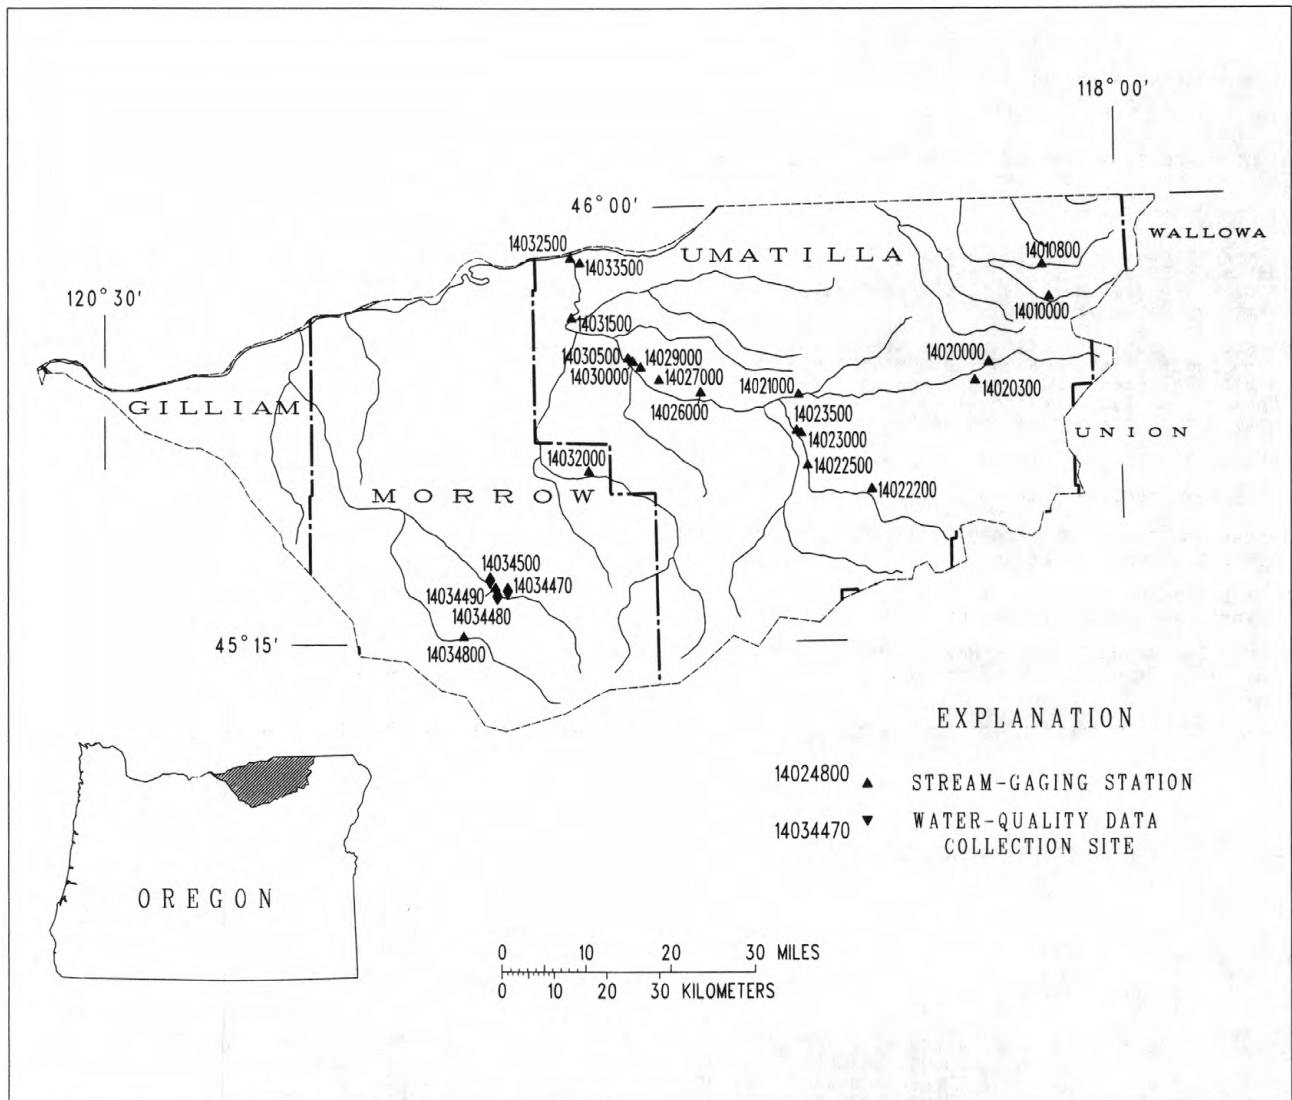 118° 00'
46° 00'
WALLOWA
14032500
UMATILLA
14010800
14033500
120° 30'
14010000
14031500
14030500
14029000
14020000
14030000
14027000
14021000
14020300
GILLIAM
14026000
14023500
UNION
14023000
14032000
14022500
MORROW
14022200
14034500
14034470
14034490
14034480
45° 15'
14034800
EXPLANATION
14024800 STREAM-GAGING STATION
14034470 WATER-QUALITY DATA
COLLECTION SITE
OREGON
0 10 20 30 MILES
0 10 20 30 KILOMETERS